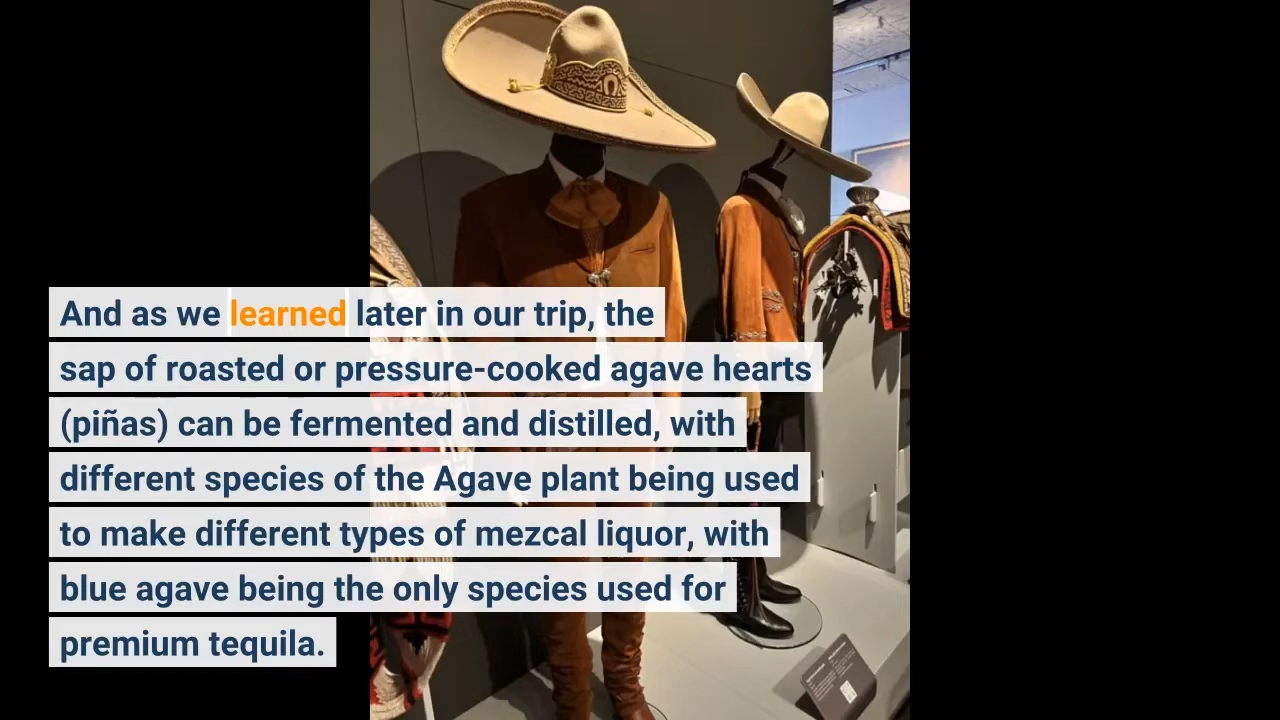 And as we learned later in our trip, the
sap of roasted or pressure-cooked agave hearts
(piñas) can be fermented and distilled, with
different species of the Agave plant being used
to make different types of mezcal liquor, with
blue agave being the only species used for
premium tequila.